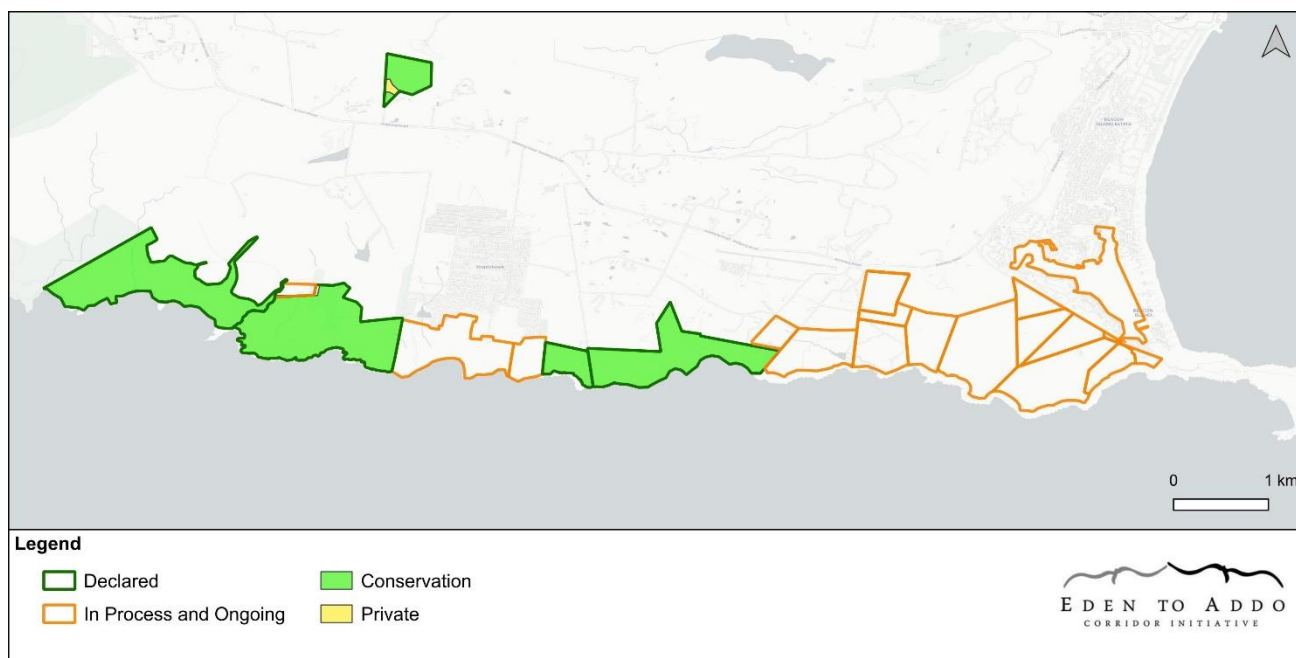 0 1 km
Legend
Declared
Conservation
In Process and Ongoing
Private
EDEN TO ADDO
CORRIDOR INITIATIVE